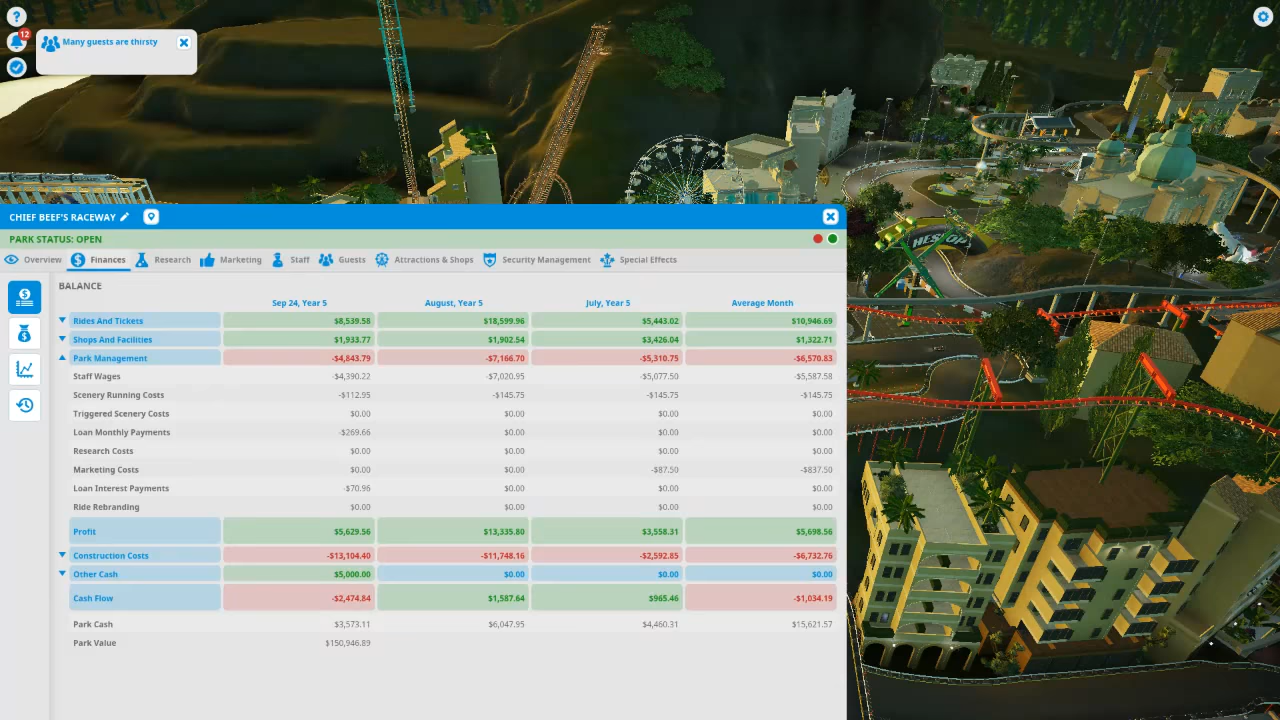 ?
12
Many guests are thirsty
CHIEF BEEF'S RACEWAY
PARK STATUS: OPEN
Overview Finances Research Marketing Staff Guests Attractions & Shops Security Management Special Effects
BALANCE
Sep 24, Year 5 August, Year 5 July, Year 5 Average Month
Rides And Tickets $8,539.58 $18,599.96 $5,443.02 $10,946.69
Shops And Facilities $1,933.77 $1,902.54 $3,426.04 $1,322.71
Park Management -$4,843.79 -$7,166.70 -$5,310.75 -$6,570.83
Staff Wages -$4,390.22 -$7,020.95 -$5,077.50 -$5,587.58
Scenery Running Costs -$112.95 -$145.75 -$145.75 -$145.75
Triggered Scenery Costs $0.00 $0.00 $0.00 $0.00
Loan Monthly Payments -$269.66 $0.00 $0.00 $0.00
Research Costs $0.00 $0.00 $0.00 $0.00
Marketing Costs $0.00 $0.00 -$87.50 -$837.50
Loan Interest Payments -$70.96 $0.00 $0.00 $0.00
Ride Rebranding $0.00 $0.00 $0.00 $0.00
Profit $5,629.56 $13,335.80 $3,558.31 $5,698.56
Construction Costs -$13,104.40 -$11,748.16 -$2,592.85 -$6,732.76
Other Cash $5,000.00 $0.00 $0.00 $0.00
Cash Flow -$2,474.84 $1,587.64 $965.46 -$1,034.19
Park Cash $3,573.11 $6,047.95 $4,460.31 $15,621.57
Park Value $150,946.89